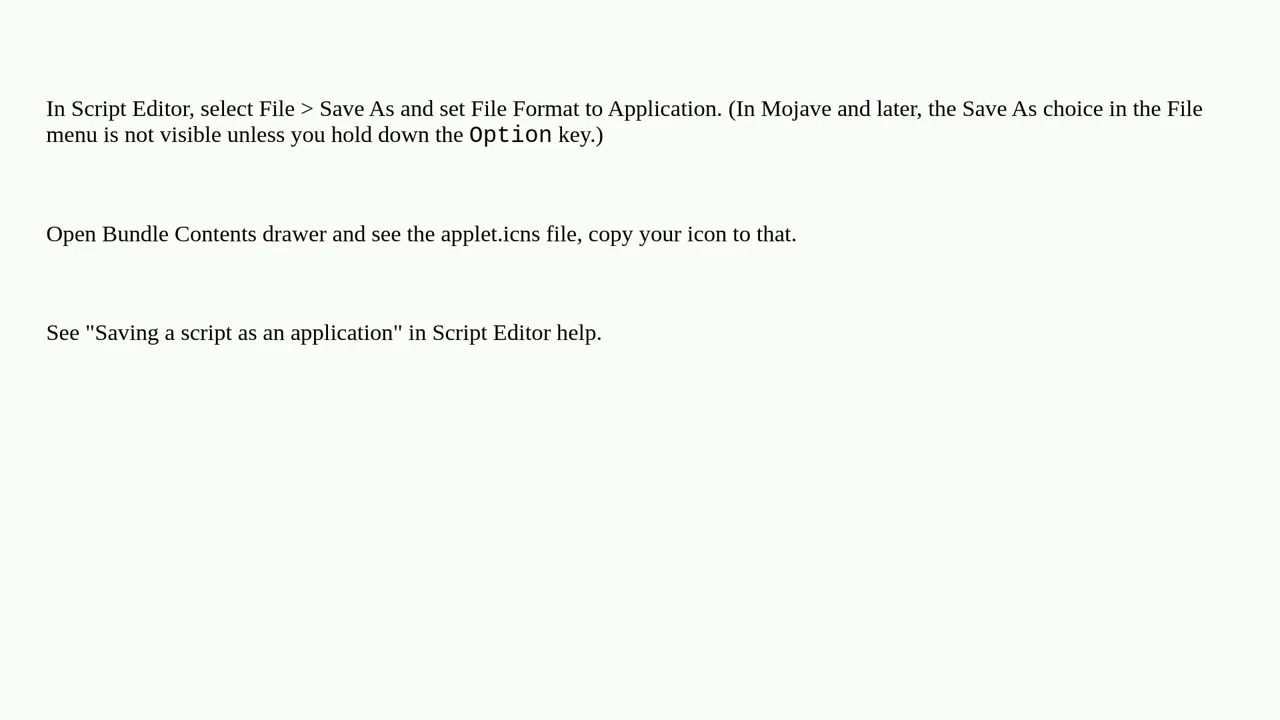 In Script Editor, select File > Save As and set File Format to Application. (In Mojave and later, the Save As choice in the File
menu is not visible unless you hold down the Option key.)
Open Bundle Contents drawer and see the applet.icns file, copy your icon to that.
See "Saving a script as an application" in Script Editor help.